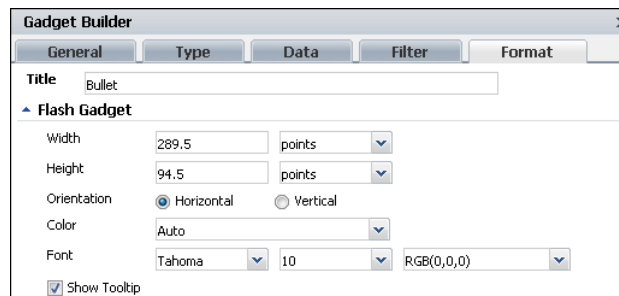 Gadget Builder
General Type Data Filter Format
Title Bullet
Flash Gadget
Width 289.5 points
Height 94.5 points
Orientation Horizontal Vertical
Color Auto
Font Tahoma 10 RGB(0,0,0)
Show Tooltip